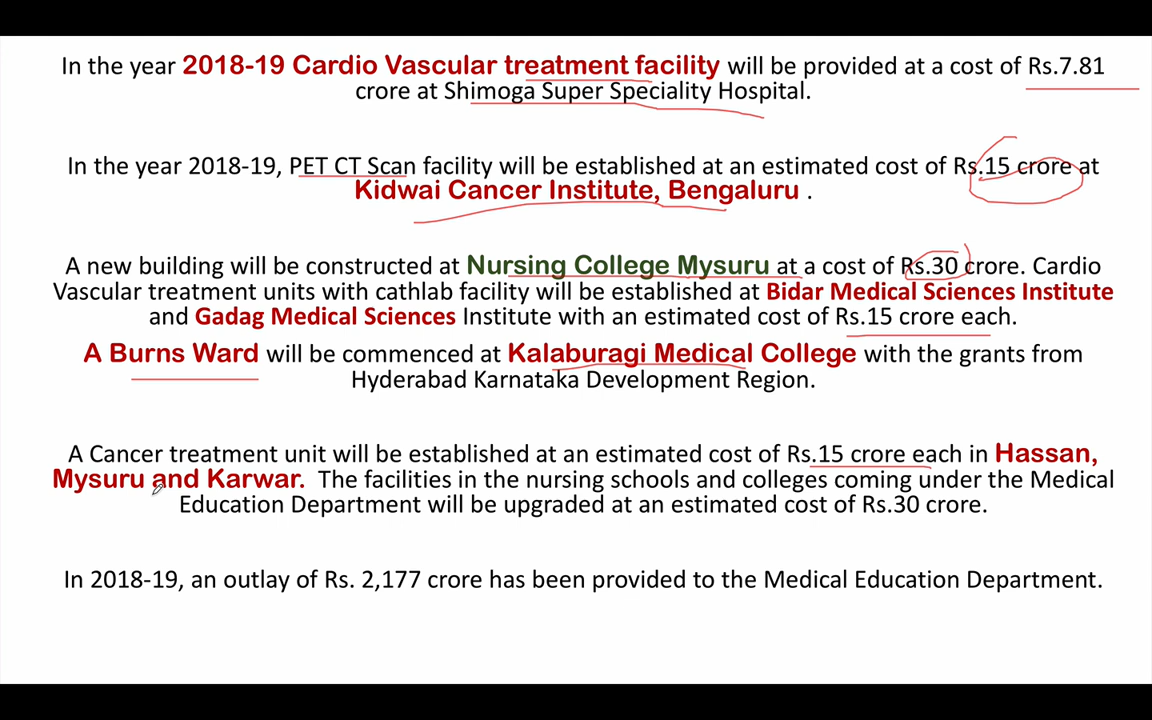 In the year 2018-19 Cardio Vascular treatment facility will be provided at a cost of Rs.7.81
crore at Shimoga Super Speciality Hospital.
In the year 2018-19, PET CT Scan facility will be established at an estimated cost of Rs.15 crore at
Kidwai Cancer Institute, Bengaluru .
A new building will be constructed at Nursing College Mysuru at a cost of Rs.30 crore. Cardio
Vascular treatment units with cathlab facility will be established at Bidar Medical Sciences Institute
and Gadag Medical Sciences Institute with an estimated cost of Rs.15 crore each.
A Burns Ward will be commenced at Kalaburagi Medical College with the grants from
Hyderabad Karnataka Development Region.
A Cancer treatment unit will be established at an estimated cost of Rs.15 crore each in Hassan,
Mysuru and Karwar. The facilities in the nursing schools and colleges coming under the Medical
Education Department will be upgraded at an estimated cost of Rs.30 crore.
In 2018-19, an outlay of Rs. 2,177 crore has been provided to the Medical Education Department.